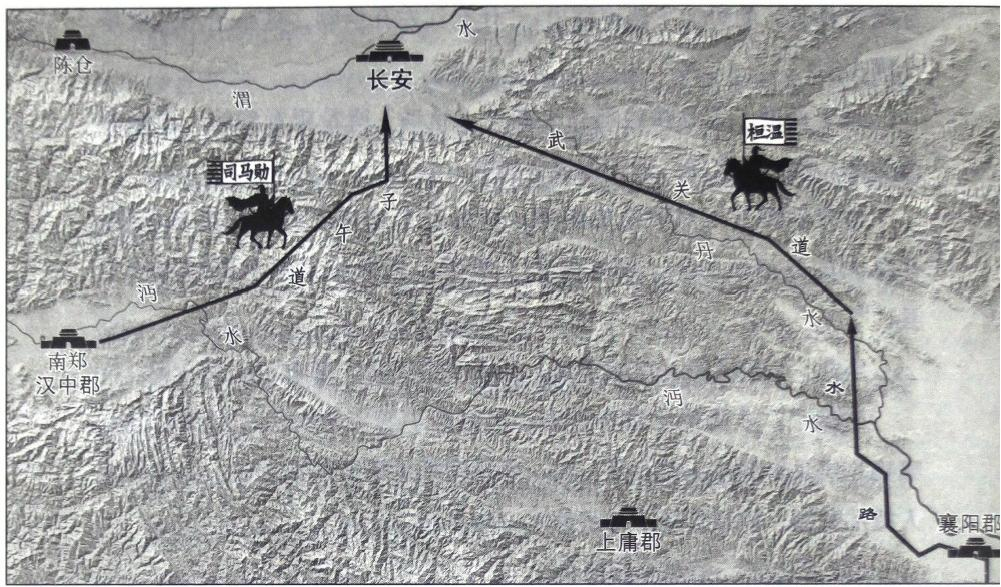 陈仓
长安
渭水
司马勋
桓温
子午道
武关道
丹水
沔水
南郑
汉中郡
沔水
水路
上庸郡
襄阳郡